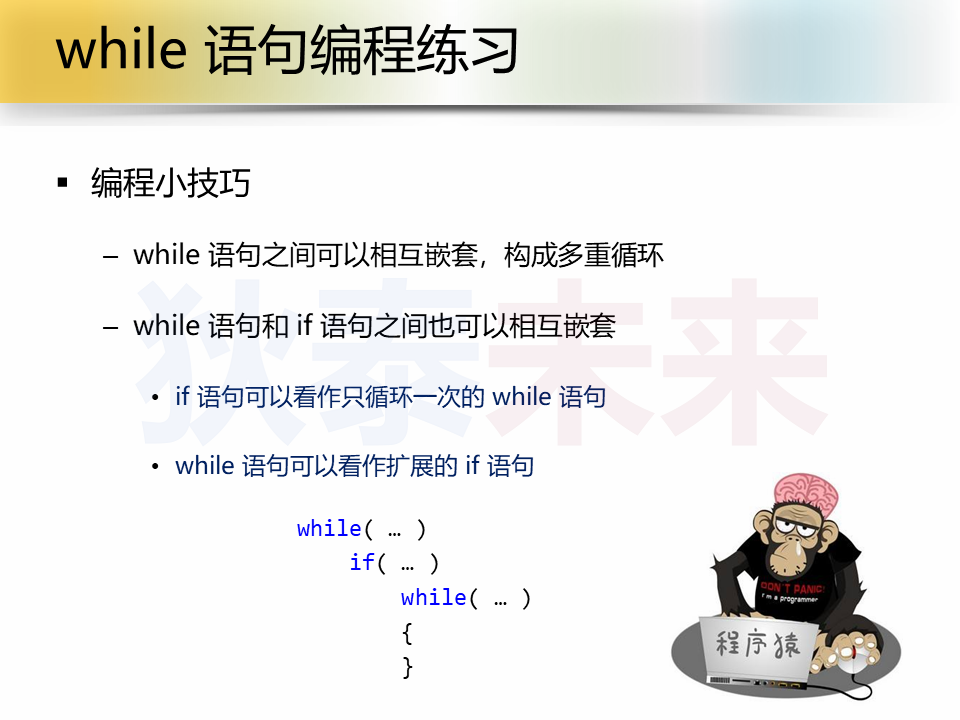 while 语句编程练习
▪ 编程小技巧
– while 语句之间可以相互嵌套，构成多重循环
– while 语句和 if 语句之间也可以相互嵌套
• if 语句可以看作只循环一次的 while 语句
• while 语句可以看作扩展的 if 语句
狄泰未来
while( … )
if( … )
while( … )
{
}
DON'T PANIC!
I'm a programmer
程序猿